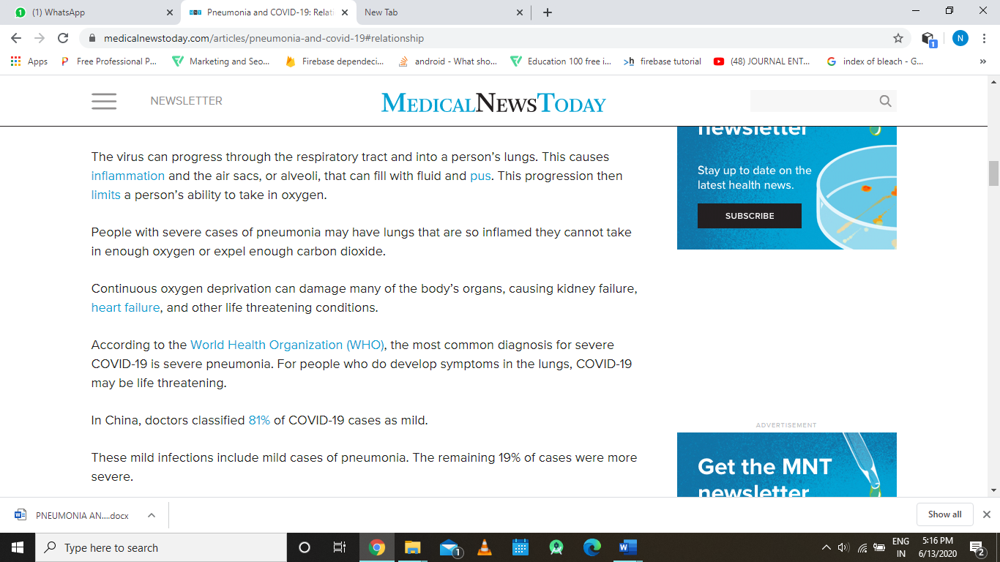 (1) WhatsApp
Pneumonia and COVID-19: Relati
New Tab
medicalnewstoday.com/articles/pneumonia-and-covid-19#relationship
N
1
Apps
Free Professional P...
Marketing and Seo...
Firebase dependeci...
android - What sho...
Education 100 free i...
firebase tutorial
(48) JOURNAL ENT...
index of bleach - G...
»
NEWSLETTER
MEDICALNEWSTODAY
newsletter
Stay up to date on the
latest health news.
SUBSCRIBE
The virus can progress through the respiratory tract and into a person’s lungs. This causes
inflammation and the air sacs, or alveoli, that can fill with fluid and pus. This progression then
limits a person’s ability to take in oxygen.
People with severe cases of pneumonia may have lungs that are so inflamed they cannot take
in enough oxygen or expel enough carbon dioxide.
Continuous oxygen deprivation can damage many of the body’s organs, causing kidney failure,
heart failure, and other life threatening conditions.
According to the World Health Organization (WHO), the most common diagnosis for severe
COVID-19 is severe pneumonia. For people who do develop symptoms in the lungs, COVID-19
may be life threatening.
In China, doctors classified 81% of COVID-19 cases as mild.
These mild infections include mild cases of pneumonia. The remaining 19% of cases were more
severe.
ADVERTISEMENT
Get the MNT
newsletter
PNEUMONIA AN....docx
Show all
Type here to search
1
ENG
IN
5:16 PM
6/13/2020
2